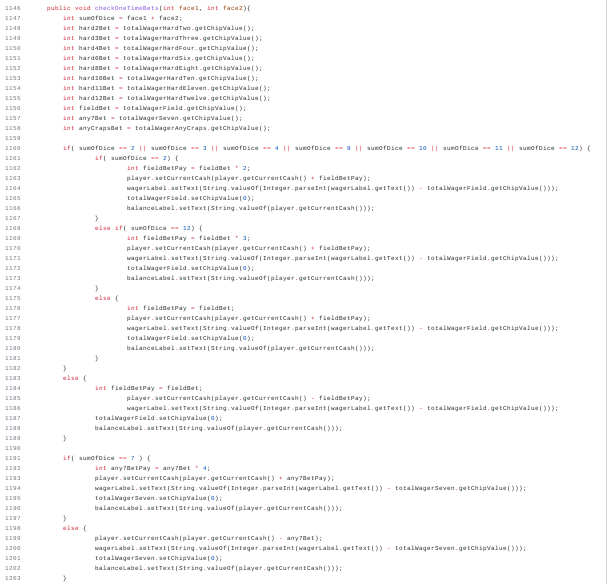 1146 public void checkOneTimeBets(int face1, int face2){
1147 int sumOfDice = face1 + face2;
1148 int hard2Bet = totalWagerHardTwo.getChipValue();
1149 int hard3Bet = totalWagerHardThree.getChipValue();
1150 int hard4Bet = totalWagerHardFour.getChipValue();
1151 int hard6Bet = totalWagerHardSix.getChipValue();
1152 int hard8Bet = totalWagerHardEight.getChipValue();
1153 int hard10Bet = totalWagerHardTen.getChipValue();
1154 int hard11Bet = totalWagerHardEleven.getChipValue();
1155 int hard12Bet = totalWagerHardTwelve.getChipValue();
1156 int fieldBet = totalWagerField.getChipValue();
1157 int any7Bet = totalWagerSeven.getChipValue();
1158 int anyCrapsBet = totalWagerAnyCraps.getChipValue();
1159
1160 if( sumOfDice == 2 || sumOfDice == 3 || sumOfDice == 4 || sumOfDice == 9 || sumOfDice == 10 || sumOfDice == 11 || sumOfDice == 12) {
1161 if( sumOfDice == 2) {
1162 int fieldBetPay = fieldBet * 2;
1163 player.setCurrentCash(player.getCurrentCash() + fieldBetPay);
1164 wagerLabel.setText(String.valueOf(Integer.parseInt(wagerLabel.getText()) - totalWagerField.getChipValue()));
1165 totalWagerField.setChipValue(0);
1166 balanceLabel.setText(String.valueOf(player.getCurrentCash()));
1167 }
1168 else if( sumOfDice == 12) {
1169 int fieldBetPay = fieldBet * 3;
1170 player.setCurrentCash(player.getCurrentCash() + fieldBetPay);
1171 wagerLabel.setText(String.valueOf(Integer.parseInt(wagerLabel.getText()) - totalWagerField.getChipValue()));
1172 totalWagerField.setChipValue(0);
1173 balanceLabel.setText(String.valueOf(player.getCurrentCash()));
1174 }
1175 else {
1176 int fieldBetPay = fieldBet;
1177 player.setCurrentCash(player.getCurrentCash() + fieldBetPay);
1178 wagerLabel.setText(String.valueOf(Integer.parseInt(wagerLabel.getText()) - totalWagerField.getChipValue()));
1179 totalWagerField.setChipValue(0);
1180 balanceLabel.setText(String.valueOf(player.getCurrentCash()));
1181 }
1182 }
1183 else {
1184 int fieldBetPay = fieldBet;
1185 player.setCurrentCash(player.getCurrentCash() - fieldBetPay);
1186 wagerLabel.setText(String.valueOf(Integer.parseInt(wagerLabel.getText()) - totalWagerField.getChipValue()));
1187 totalWagerField.setChipValue(0);
1188 balanceLabel.setText(String.valueOf(player.getCurrentCash()));
1189 }
1190
1191 if( sumOfDice == 7 ) {
1192 int any7BetPay = any7Bet * 4;
1193 player.setCurrentCash(player.getCurrentCash() + any7BetPay);
1194 wagerLabel.setText(String.valueOf(Integer.parseInt(wagerLabel.getText()) - totalWagerSeven.getChipValue()));
1195 totalWagerSeven.setChipValue(0);
1196 balanceLabel.setText(String.valueOf(player.getCurrentCash()));
1197 }
1198 else {
1199 player.setCurrentCash(player.getCurrentCash() - any7Bet);
1200 wagerLabel.setText(String.valueOf(Integer.parseInt(wagerLabel.getText()) - totalWagerSeven.getChipValue()));
1201 totalWagerSeven.setChipValue(0);
1202 balanceLabel.setText(String.valueOf(player.getCurrentCash()));
1203 }